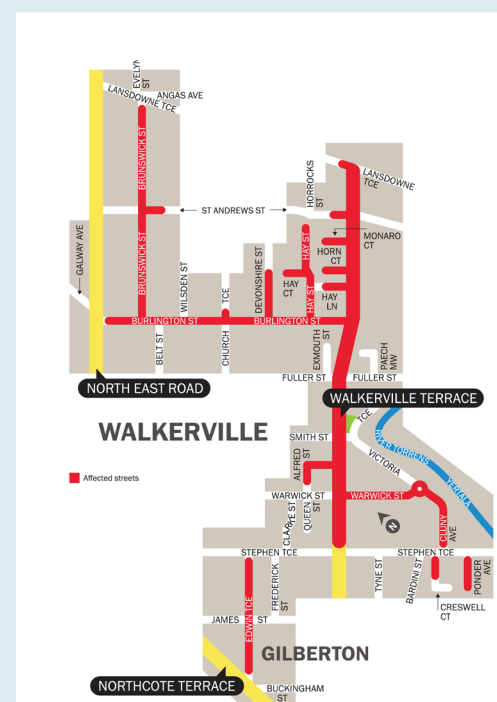 EVELYN
ST
LANSDOWNE TCE
ANGAS AVE
BRUNSWICK ST
HORROCKS
ST
LANSDOWNE
TCE
ST ANDREWS ST
MONARO
CT
GALWAY AVE
BRUNSWICK ST
WILSDEN ST
DEVONSHIRE ST
HAY ST
HORN
CT
HAY
CT
HAY ST
HAY
LN
BURLINGTON ST
CHURCH TCE
BURLINGTON ST
BELT ST
EXMOUTH
ST
PAECH
MW
FULLER ST
FULLER ST
NORTH EAST ROAD
WALKERVILLE TERRACE
WALKERVILLE
SMITH ST
VICTORIA TCE
RIVER TORRENS
YERTALA
ALFRED
ST
Affected streets
WARWICK ST
WARWICK ST
CLARKE ST
QUEEN
ST
N
CLUNY
AVE
STEPHEN TCE
STEPHEN TCE
FREDERICK
ST
TYNE ST
BARDINI ST
PONDER
AVE
EDWIN TCE
CRESWELL
CT
JAMES ST
GILBERTON
NORTHCOTE TERRACE
BUCKINGHAM
ST